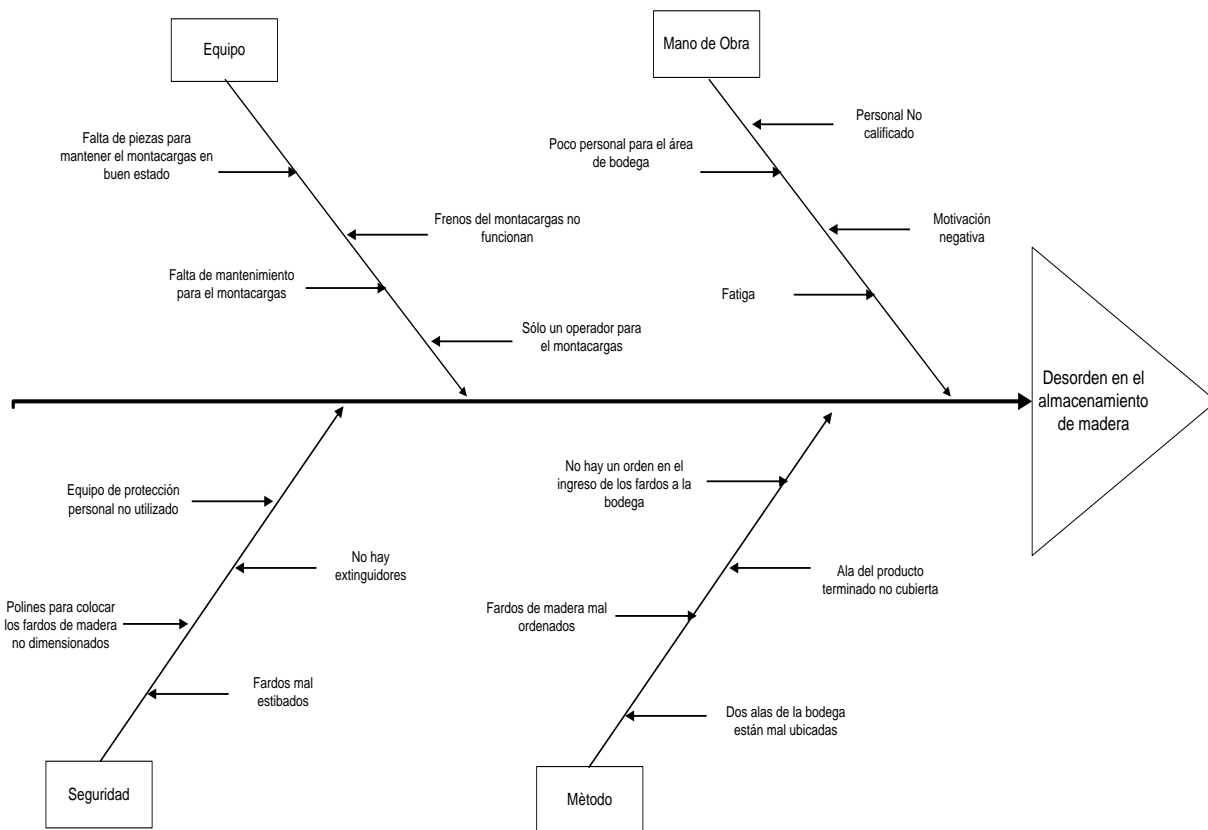 Equipo
Mano de Obra
Falta de piezas para
mantener el montacargas en
buen estado
Personal No
calificado
Poco personal para el área
de bodega
Frenos del montacargas no
funcionan
Motivación
negativa
Falta de mantenimiento
para el montacargas
Fatiga
Sólo un operador para
el montacargas
Desorden en el
almacenamiento
de madera
Equipo de protección
personal no utilizado
No hay un orden en el
ingreso de los fardos a la
bodega
No hay
extinguidores
Ala del producto
terminado no cubierta
Polines para colocar
los fardos de madera
no dimensionados
Fardos de madera mal
ordenados
Fardos mal
estibados
Dos alas de la bodega
están mal ubicadas
Seguridad
Mètodo